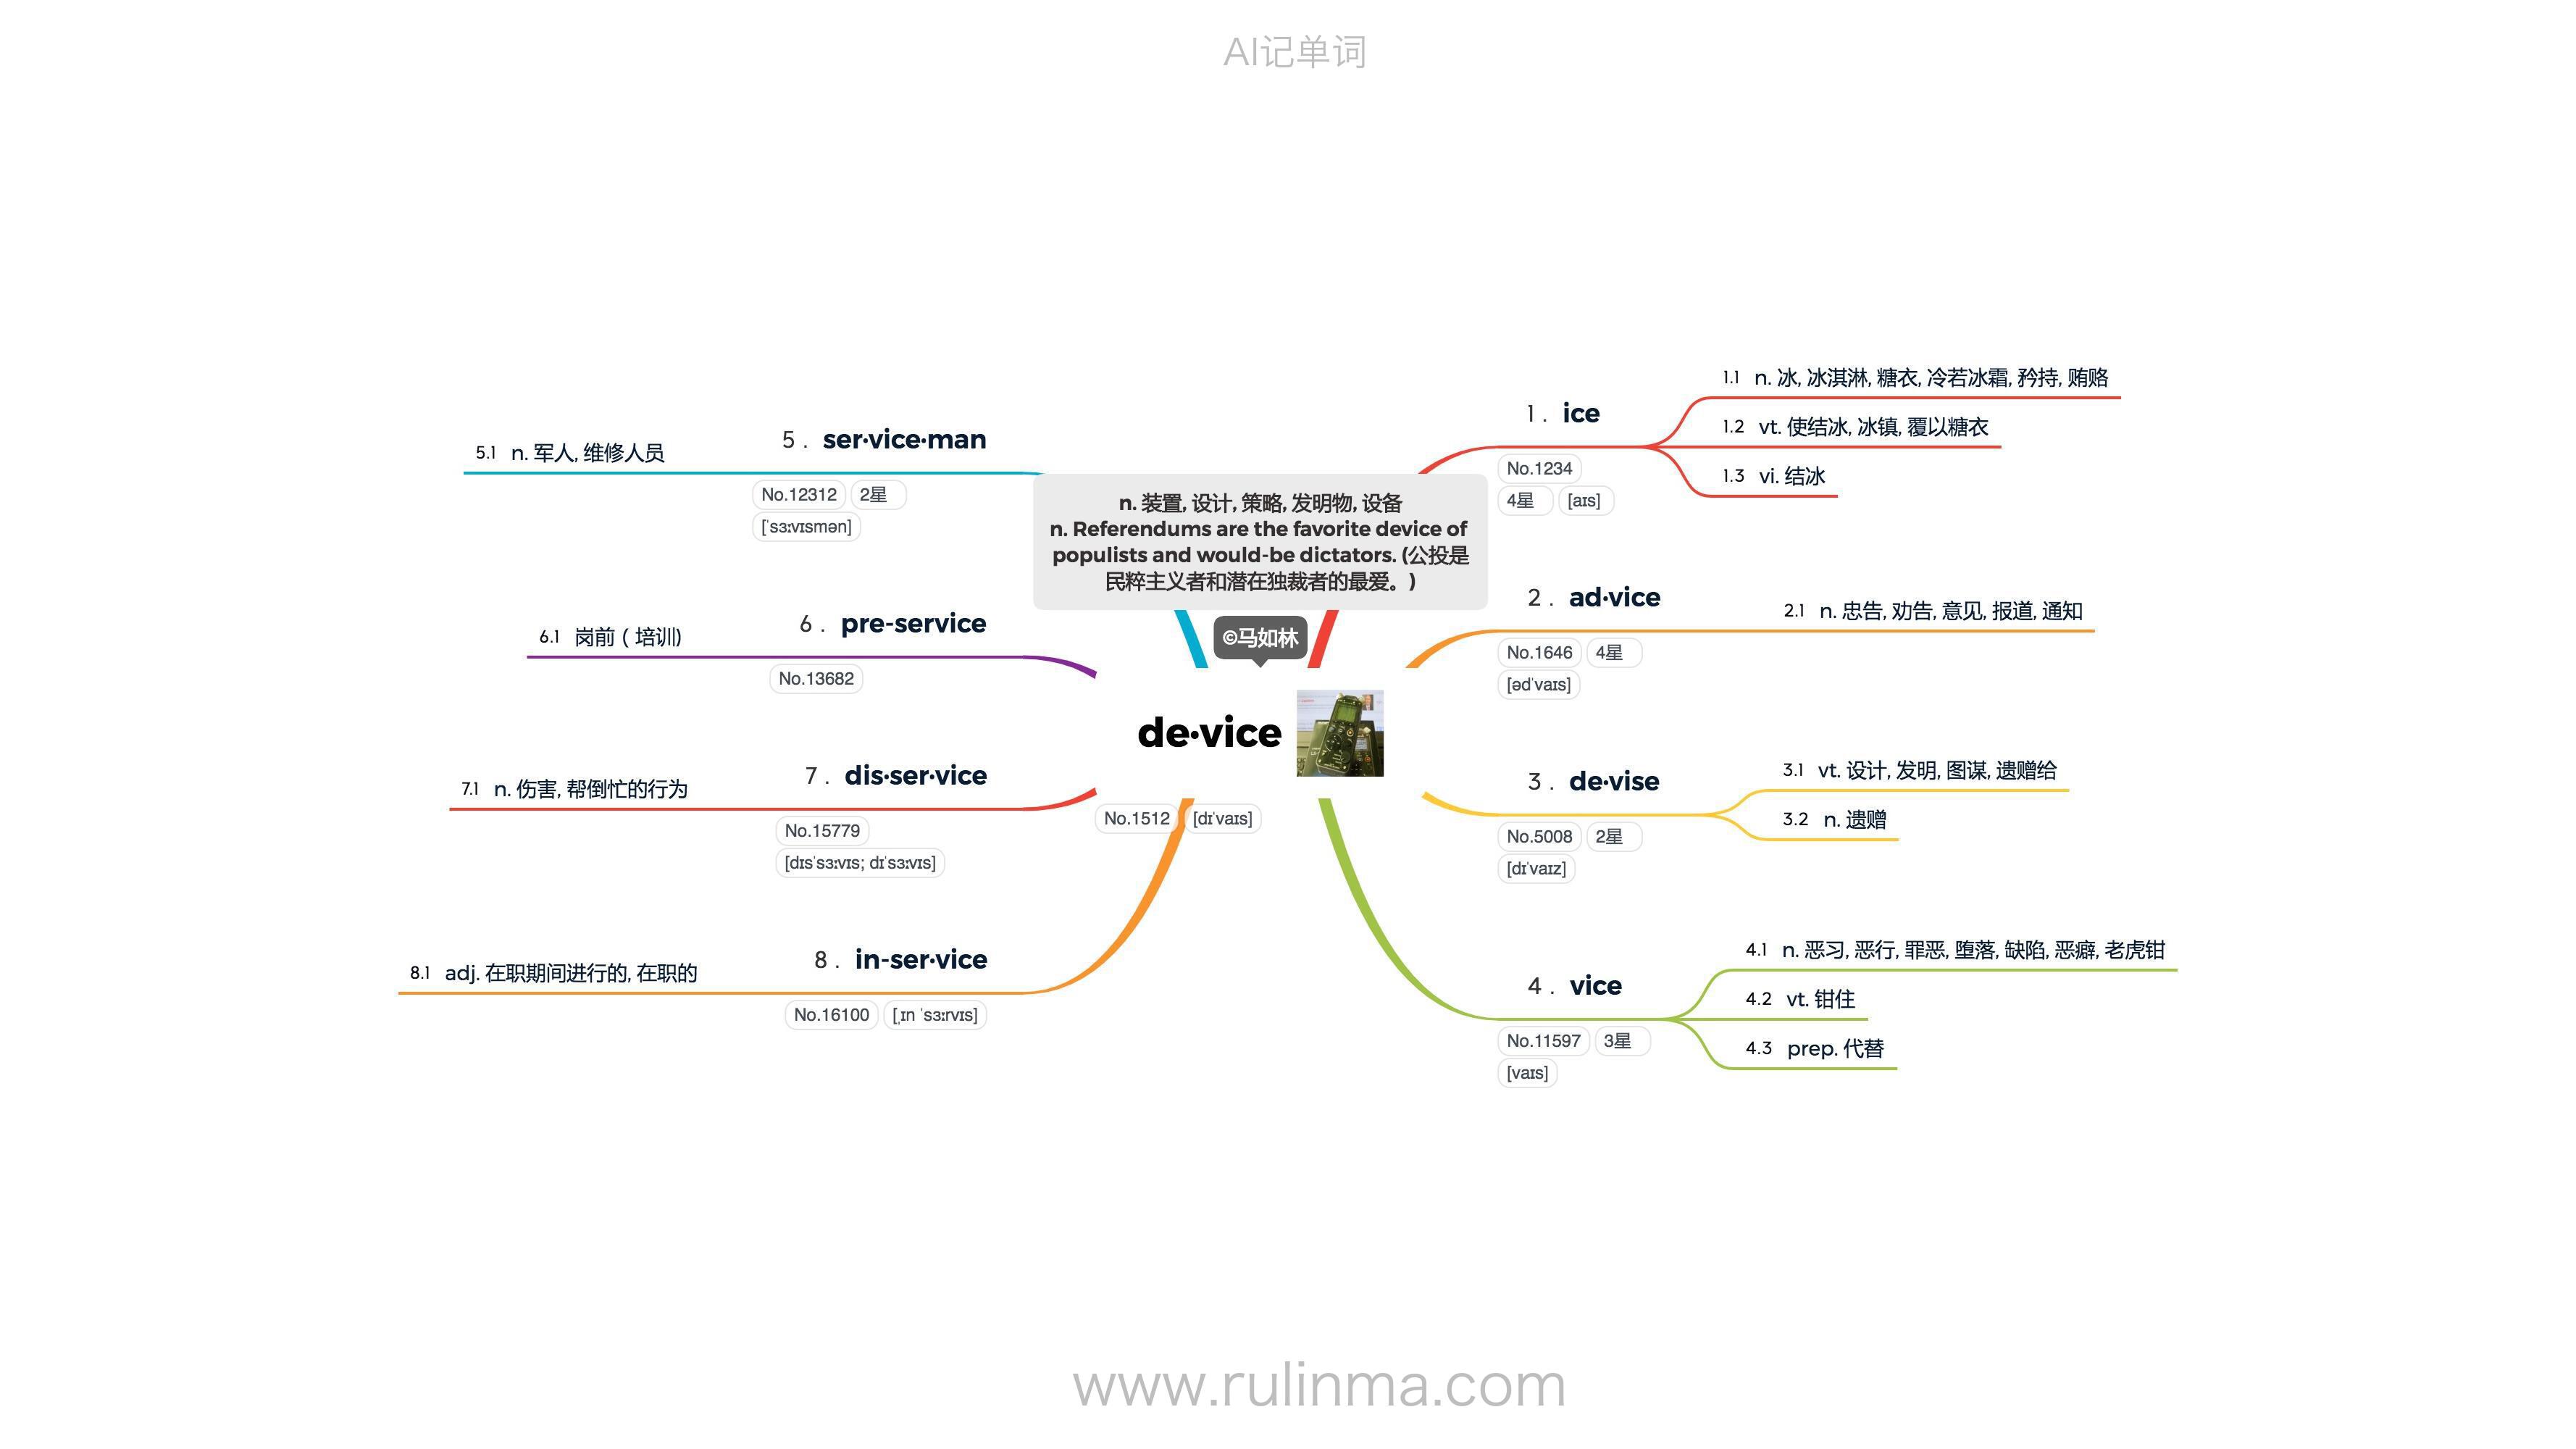 AI记单词
n. 装置, 设计, 策略, 发明物, 设备
n. Referendums are the favorite device of
populists and would-be dictators. (公投是
民粹主义者和潜在独裁者的最爱。)
©马如林
de·vice
No.1512 [dɪˈvaɪs]
1 . ice
No.1234
4星 [aɪs]
1.1 n. 冰, 冰淇淋, 糖衣, 冷若冰霜, 矜持, 贿赂
1.2 vt. 使结冰, 冰镇, 覆以糖衣
1.3 vi. 结冰
2 . ad·vice
No.1646 4星
[ədˈvaɪs]
2.1 n. 忠告, 劝告, 意见, 报道, 通知
3 . de·vise
No.5008 2星
[dɪˈvaɪz]
3.1 vt. 设计, 发明, 图谋, 遗赠给
3.2 n. 遗赠
4 . vice
No.11597 3星
[vaɪs]
4.1 n. 恶习, 恶行, 罪恶, 堕落, 缺陷, 恶癖, 老虎钳
4.2 vt. 钳住
4.3 prep. 代替
5 . ser·vice·man
No.12312 2星
[ˈsɜːvɪsmən]
5.1 n. 军人, 维修人员
6 . pre-service
No.13682
6.1 岗前（培训)
7 . dis·ser·vice
No.15779
[dɪsˈsɜːvɪs; dɪˈsɜːvɪs]
7.1 n. 伤害, 帮倒忙的行为
8 . in-ser·vice
No.16100 [ˌɪn ˈsɜːrvɪs]
8.1 adj. 在职期间进行的, 在职的
www.rulinma.com